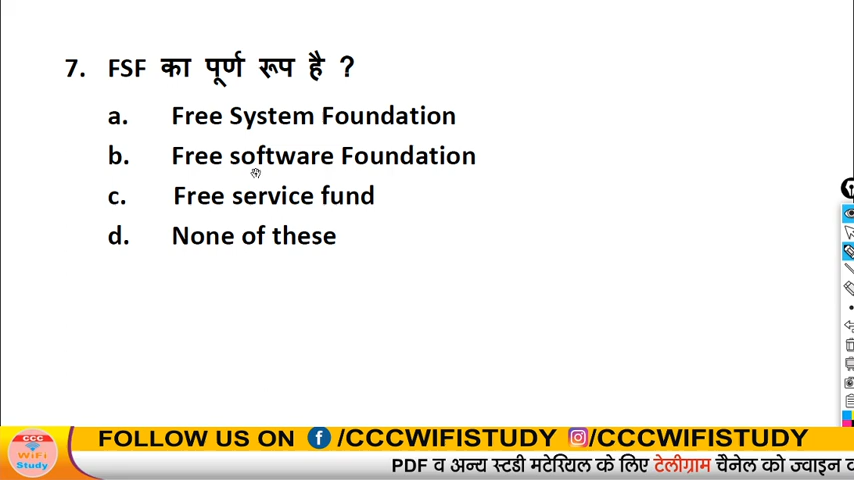 7. FSF का पूर्ण रूप है ?
a. Free System Foundation
b. Free software Foundation
c. Free service fund
d. None of these
FOLLOW US ON /CCCWIFISTUDY /CCCWIFISTUDY
CCC
WiFi
Study
PDF व अन्य स्टडी मटेरियल के लिए टेलीग्राम चैनेल को ज्वाइन